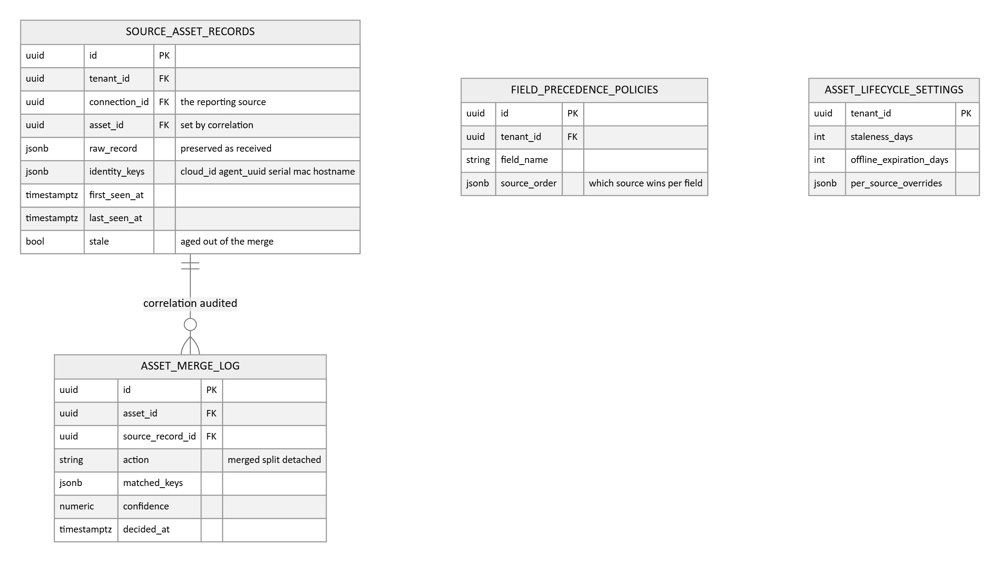 SOURCE_ASSET_RECORDS
uuid id PK
uuid tenant_id FK
uuid connection_id FK the reporting source
uuid asset_id FK set by correlation
jsonb raw_record preserved as received
jsonb identity_keys cloud_id agent_uuid serial mac hostname
timestamptz first_seen_at
timestamptz last_seen_at
bool stale aged out of the merge
correlation audited
ASSET_MERGE_LOG
uuid id PK
uuid asset_id FK
uuid source_record_id FK
string action merged split detached
jsonb matched_keys
numeric confidence
timestamptz decided_at
FIELD_PRECEDENCE_POLICIES
uuid id PK
uuid tenant_id FK
string field_name
jsonb source_order which source wins per field
ASSET_LIFECYCLE_SETTINGS
uuid tenant_id PK
int staleness_days
int offline_expiration_days
jsonb per_source_overrides